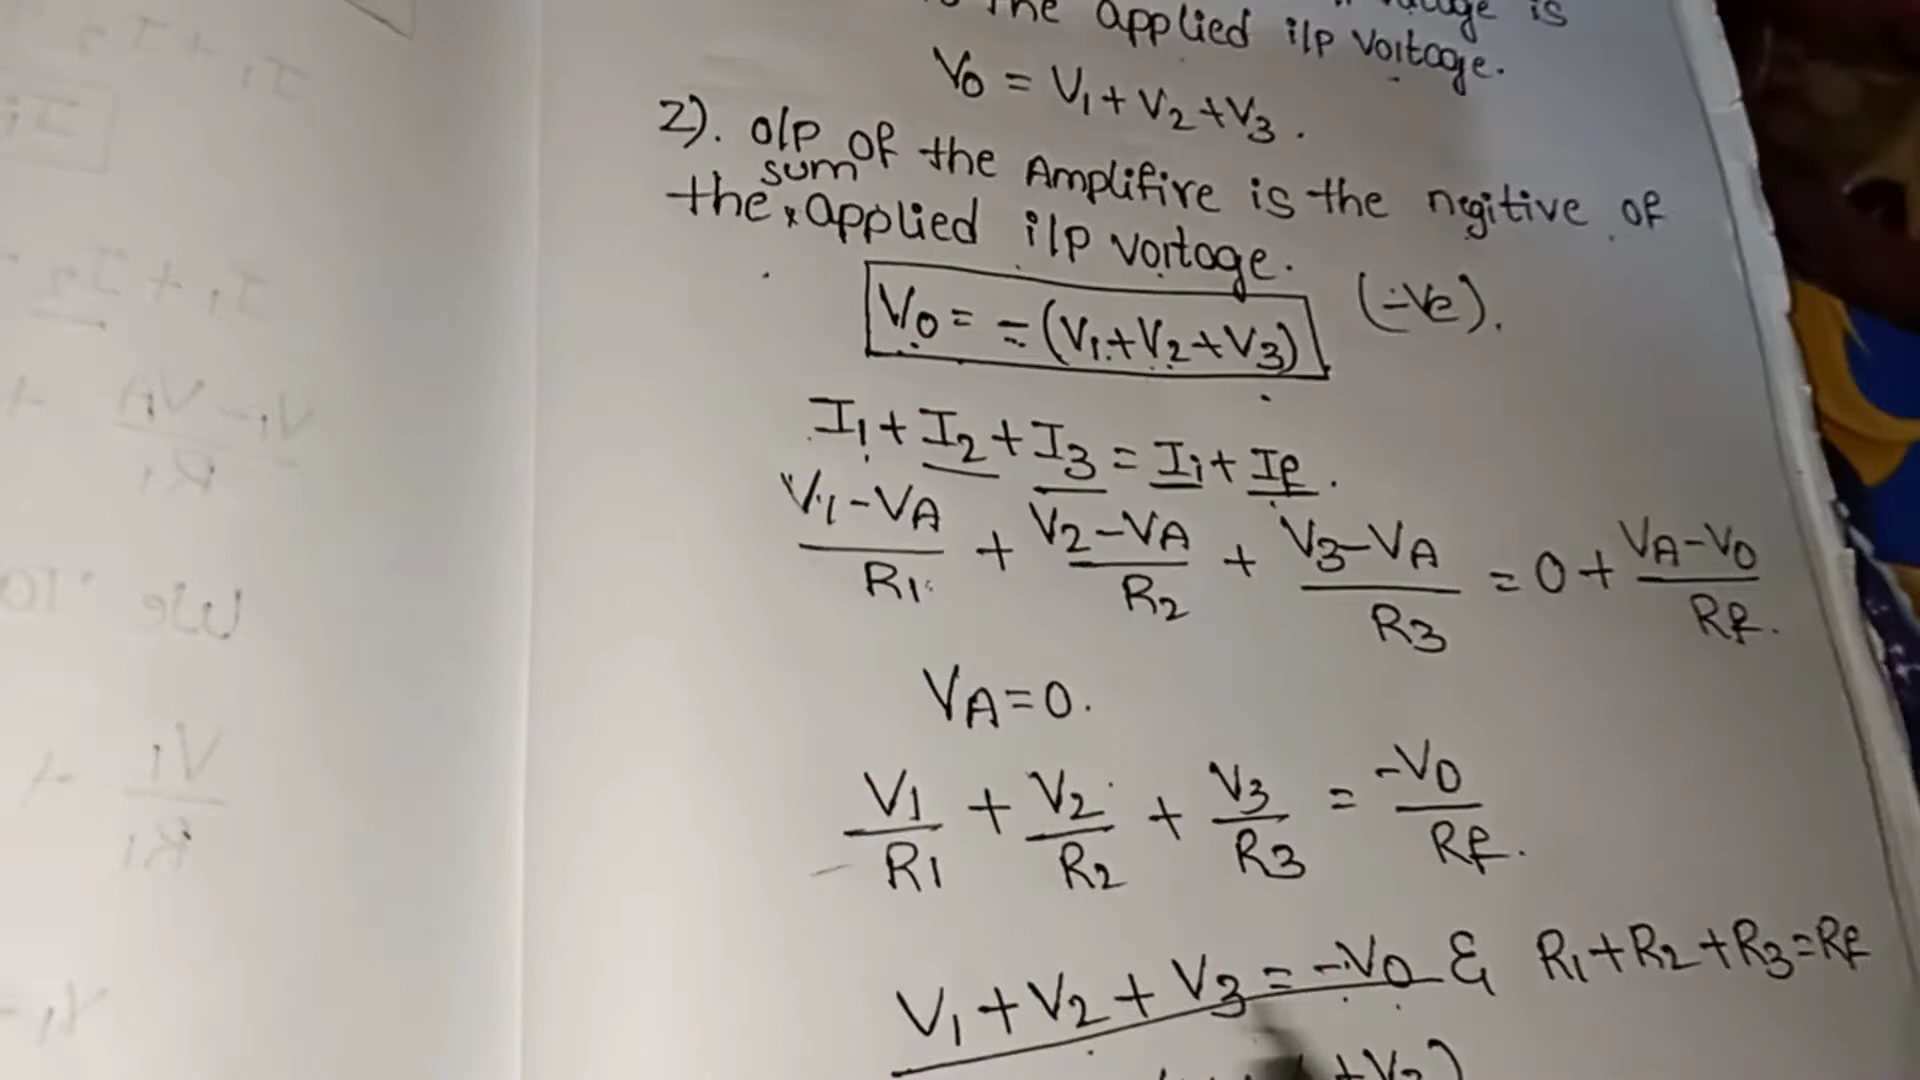 the applied i/p Voltage.
V0 = V1+V2+V3.
2). o/p of the Amplifire is the negitive of
sum
the applied i/p voltage.
V0 = -(V1+V2+V3) (-ve).
I1+I2+I3 = Ii+If.
V1-VA/R1 + V2-VA/R2 + V3-VA/R3 = 0 + VA-V0/Rf.
VA=0.
V1/R1 + V2/R2 + V3/R3 = -V0/Rf.
V1+V2+V3 = -V0 & R1+R2+R3=Rf